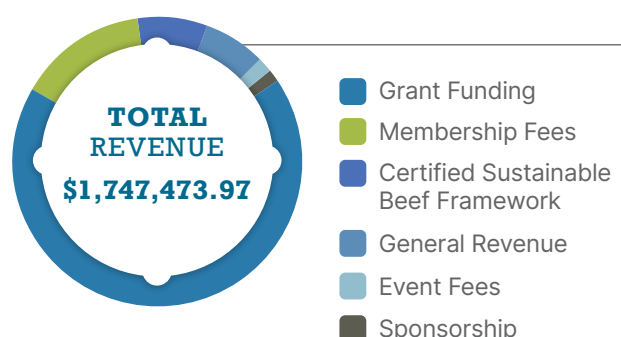 TOTAL
REVENUE
$1,747,473.97
Grant Funding
Membership Fees
Certified Sustainable
Beef Framework
General Revenue
Event Fees
Sponsorship